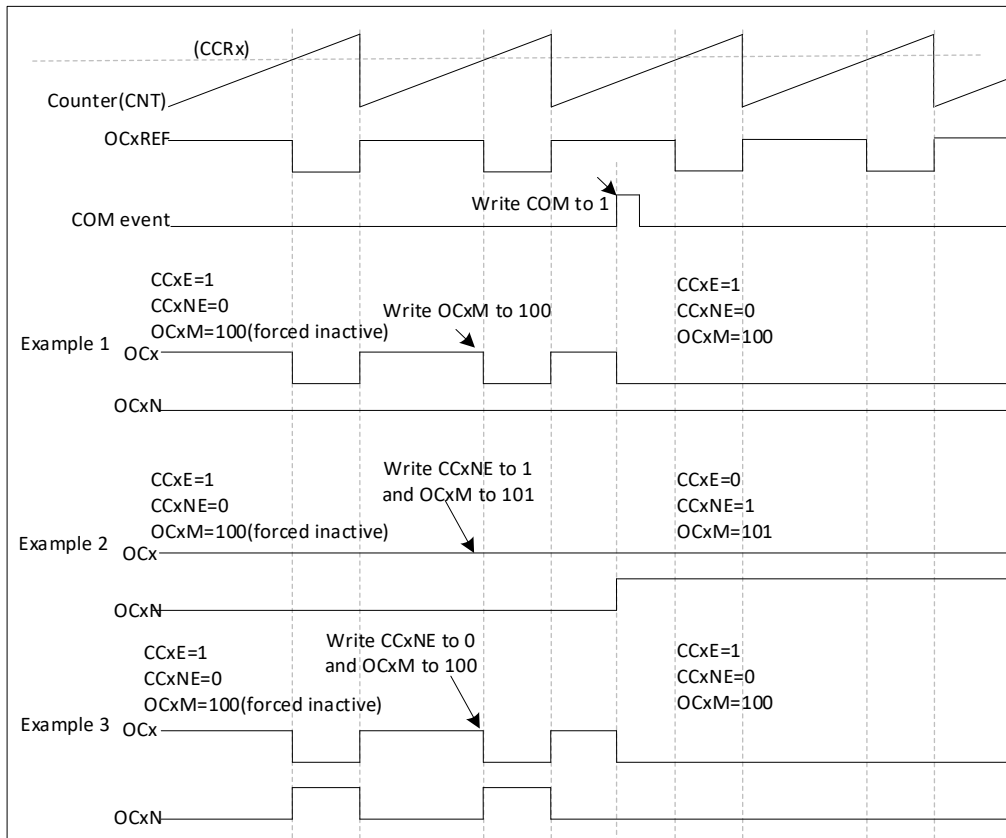 (CCRx)
Counter(CNT)
OCxREF
Write COM to 1
COM event
CCxE=1
CCxNE=0
OCxM=100(forced inactive)
Write OCxM to 100
CCxE=1
CCxNE=0
OCxM=100
Example 1
OCx
OCxN
CCxE=1
CCxNE=0
OCxM=100(forced inactive)
Write CCxNE to 1
and OCxM to 101
CCxE=0
CCxNE=1
OCxM=101
Example 2
OCx
OCxN
CCxE=1
CCxNE=0
OCxM=100(forced inactive)
Write CCxNE to 0
and OCxM to 100
CCxE=1
CCxNE=0
OCxM=100
Example 3
OCx
OCxN